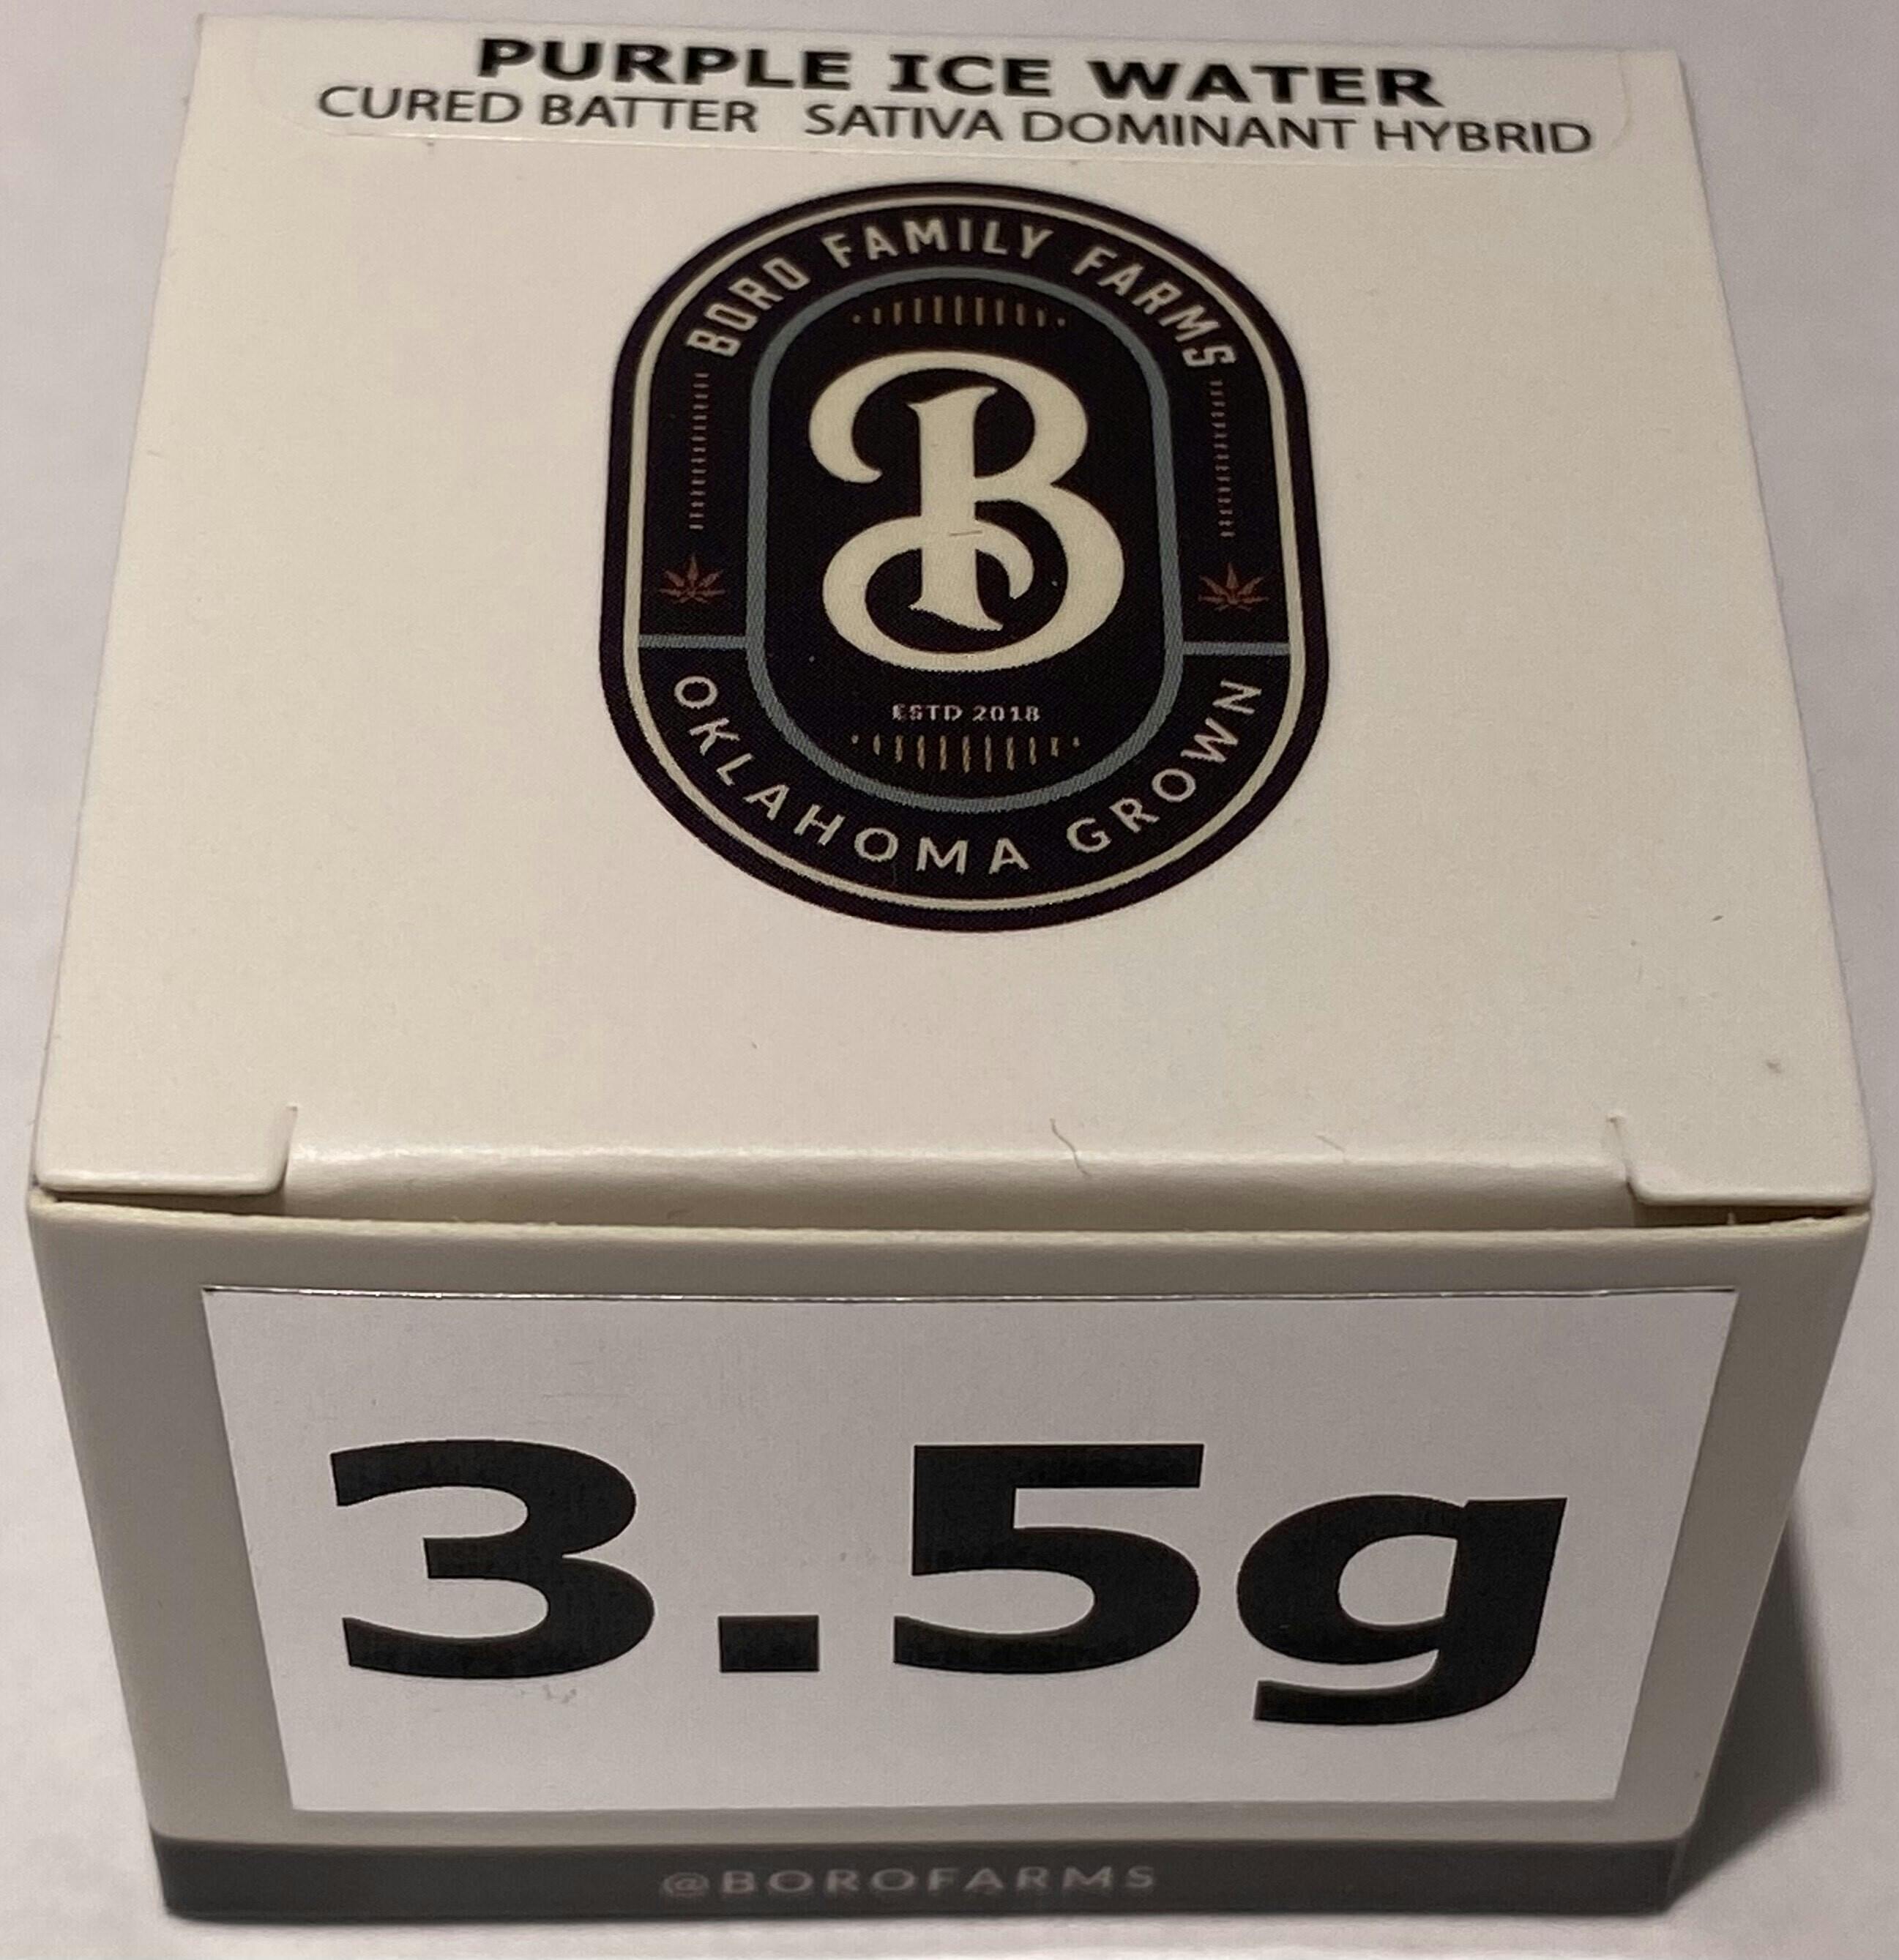 PURPLE ICE WATER
CURED BATTER SATIVA DOMINANT HYBRID
BORO FAMILY FARMS
B
ESTD 2018
OKLAHOMA GROWN
3.5g
@BOROFARMS